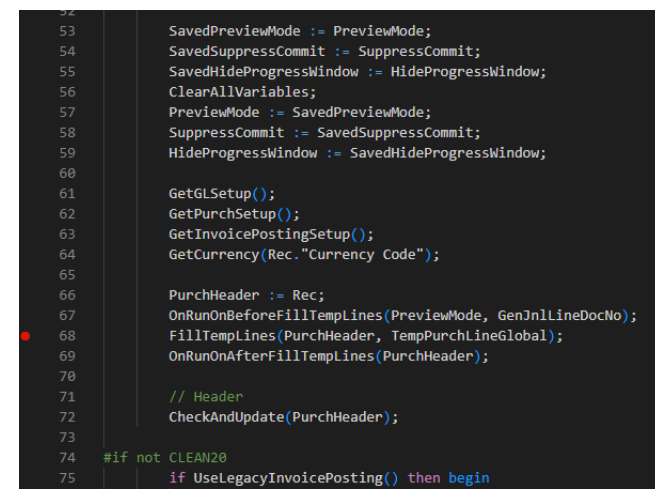 52
53 SavedPreviewMode := PreviewMode;
54 SavedSuppressCommit := SuppressCommit;
55 SavedHideProgressWindow := HideProgressWindow;
56 ClearAllVariables;
57 PreviewMode := SavedPreviewMode;
58 SuppressCommit := SavedSuppressCommit;
59 HideProgressWindow := SavedHideProgressWindow;
60
61 GetGLSetup();
62 GetPurchSetup();
63 GetInvoicePostingSetup();
64 GetCurrency(Rec."Currency Code");
65
66 PurchHeader := Rec;
67 OnRunOnBeforeFillTempLines(PreviewMode, GenJnlLineDocNo);
68 FillTempLines(PurchHeader, TempPurchLineGlobal);
69 OnRunOnAfterFillTempLines(PurchHeader);
70
71 // Header
72 CheckAndUpdate(PurchHeader);
73
74 #if not CLEAN20
75 if UseLegacyInvoicePosting() then begin